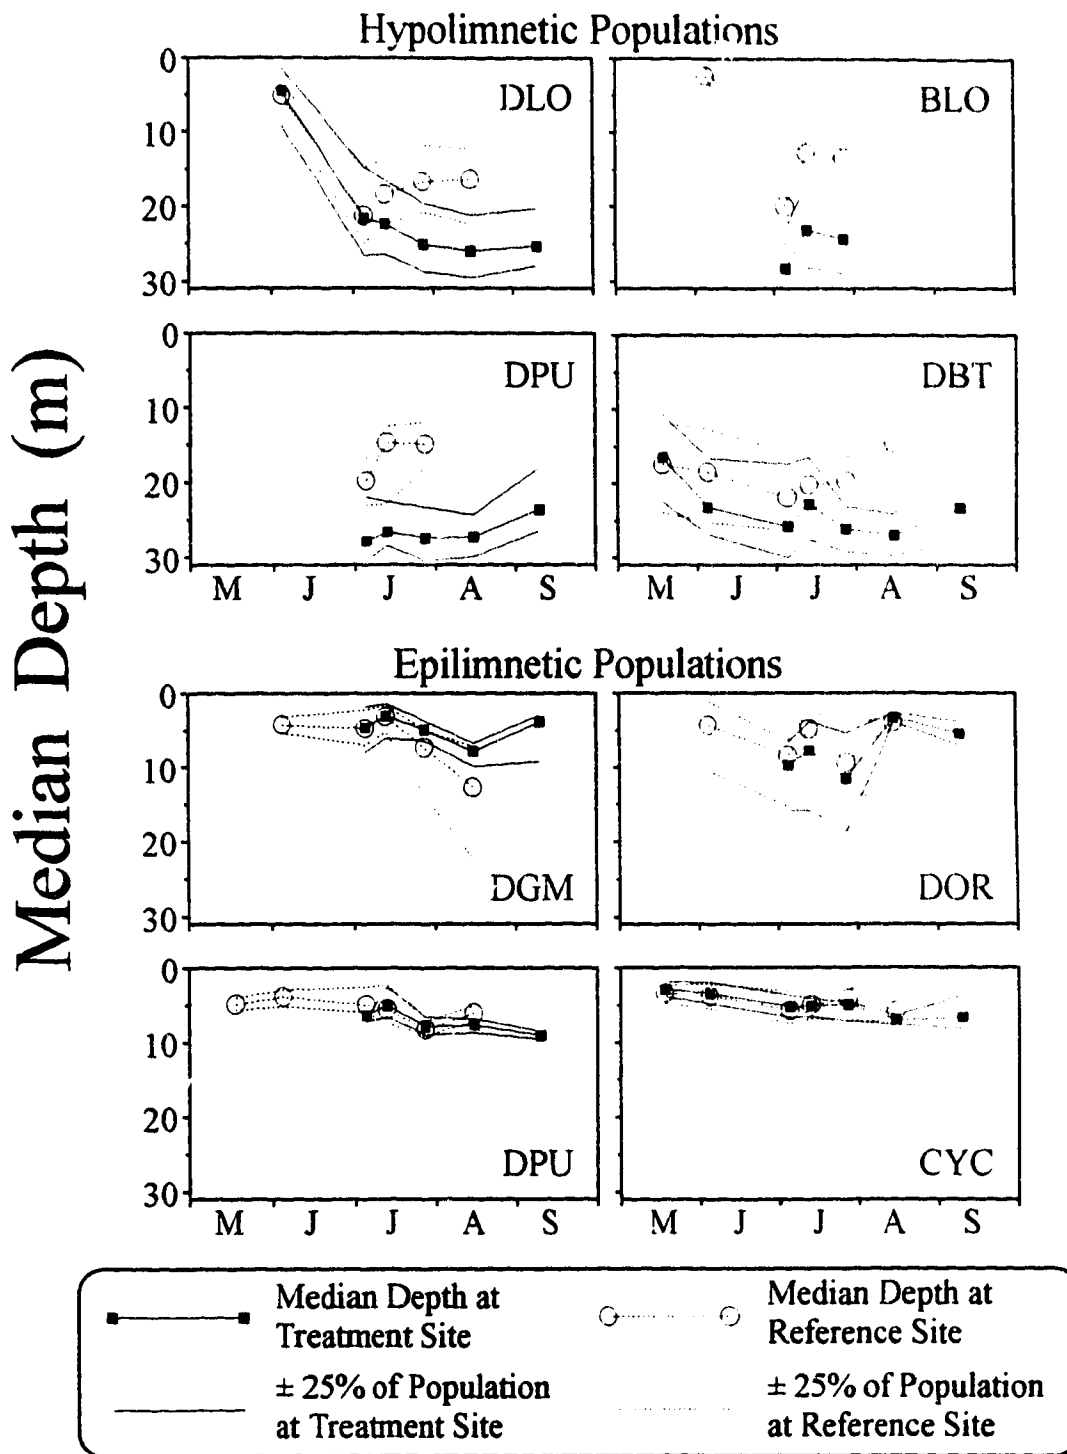 Hypolimnetic Populations
Median Depth (m)
0
10
20
30
DLO
BLO
0
10
20
30
DPU
DBT
M J J A S
M J J A S
Epilimnetic Populations
0
10
20
30
DGM
DOR
0
10
20
30
DPU
CYC
M J J A S
M J J A S
Median Depth at
Treatment Site
Median Depth at
Reference Site
± 25% of Population
at Treatment Site
± 25% of Population
at Reference Site